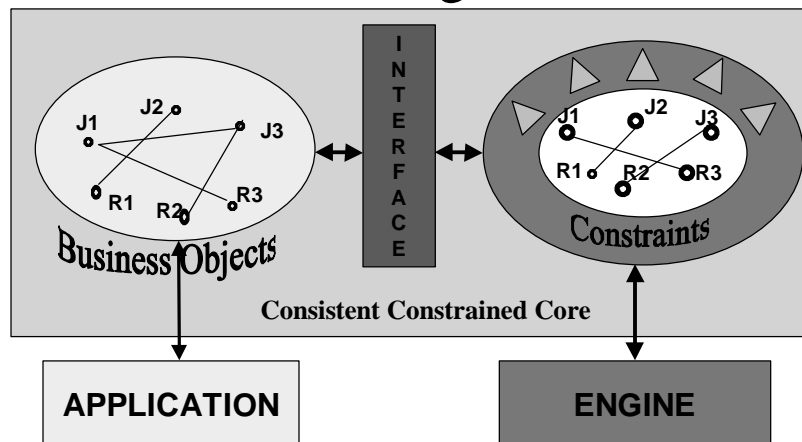 INTERFACE
J1
J2
J3
R1
R2
R3
Business Objects
J1
J2
J3
R1
R2
R3
Constraints
Consistent Constrained Core
APPLICATION
ENGINE